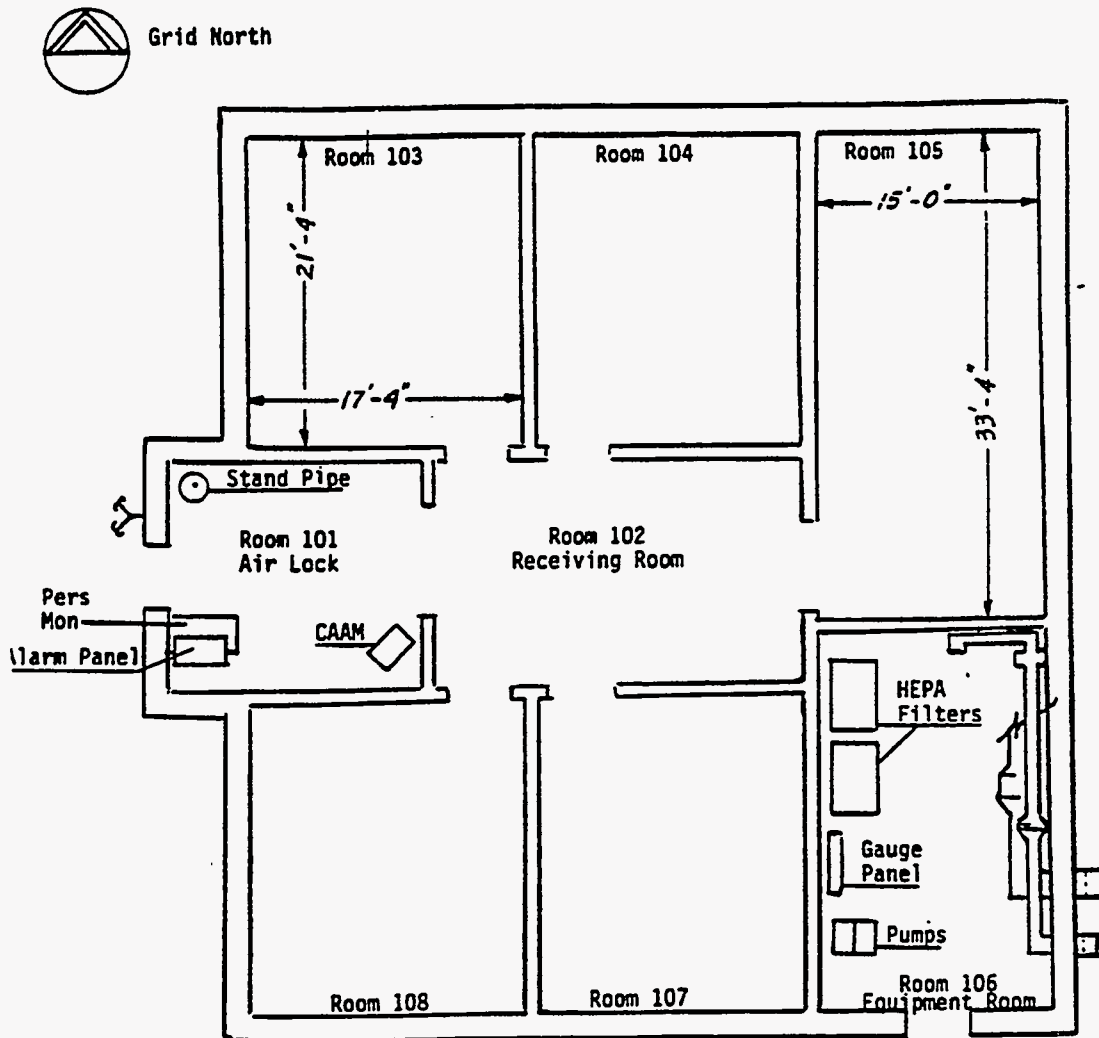 Grid North
Room 103
Room 104
Room 105
15'-0"
21'-4"
17'-4"
33'-4"
Stand Pipe
Room 101
Air Lock
Room 102
Receiving Room
Pers
Mon
CAAM
larm Panel
HEPA
Filters
Gauge
Panel
Pumps
Room 108
Room 107
Room 106
Equipment Room